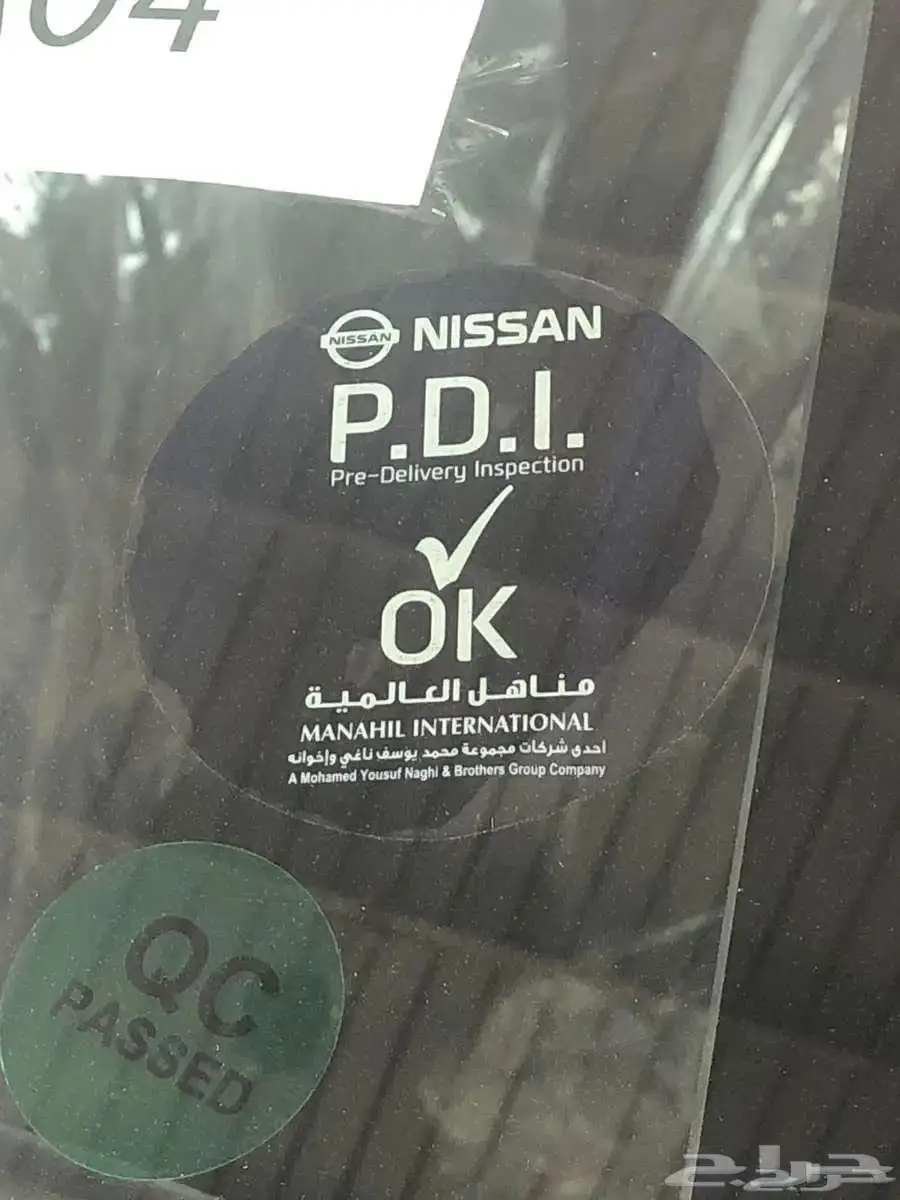 04
NISSAN NISSAN
P.D.I.
Pre-Delivery Inspection
OK
مناهل العالمية
MANAHIL INTERNATIONAL
احدى شركات مجموعة محمد يوسف ناغي وإخوانه
A Mohamed Yousuf Naghi & Brothers Group Company
QC
PASSED
حراج